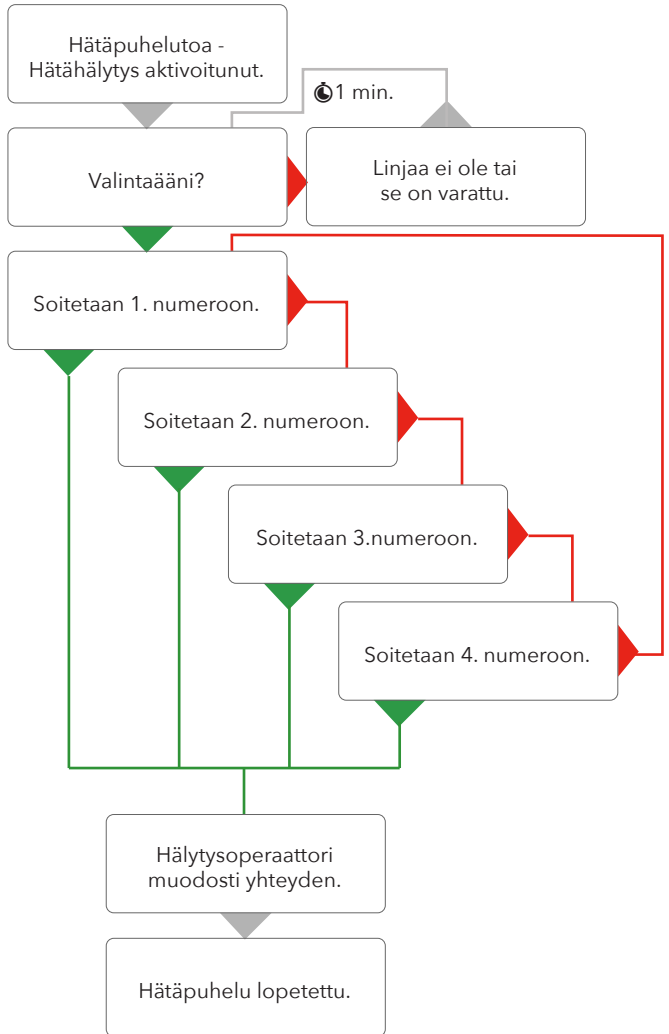 Hätäpuhelutoa -
Hätähälytys aktivoitunut.
1 min.
Valintaääni?
Linjaa ei ole tai
se on varattu.
Soitetaan 1. numeroon.
Soitetaan 2. numeroon.
Soitetaan 3.numeroon.
Soitetaan 4. numeroon.
Hälytysoperaattori
muodosti yhteyden.
Hätäpuhelu lopetettu.